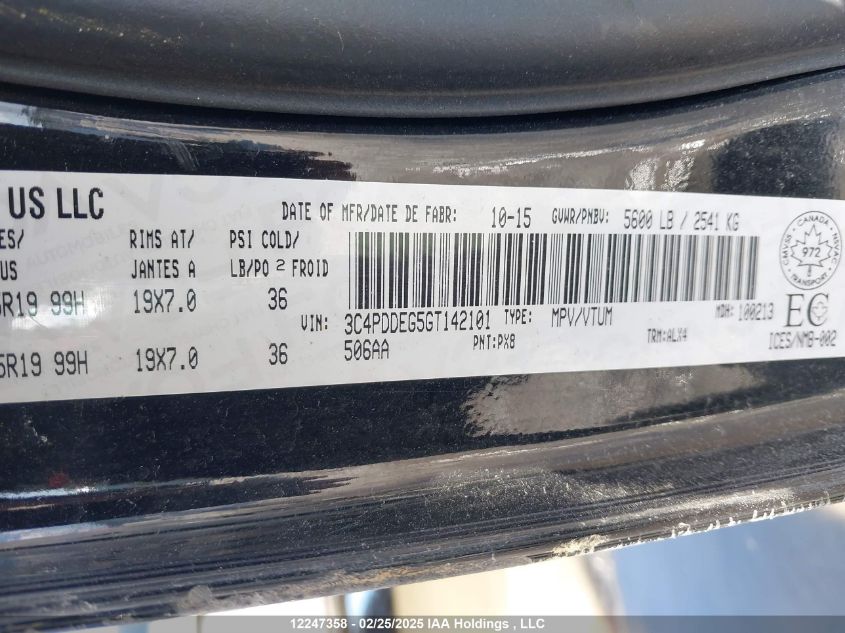 US LLC
DATE OF MFR/DATE DE FABR: 10-15 GVWR/PNBV: 5600 LB / 2541 KG
ES/ RIMS AT/ PSI COLD/
US JANTES A LB/PO 2 FROID
R19 99H 19X7.0 36
VIN: 3C4PDDEG5GT142101 TYPE: MPV/VTUM MDH: 100213
5R19 99H 19X7.0 36 506AA PNT:PX8 TRM:ALX4
CANADA
CMVSS NSVAC
972
TRANSPORT
EC
ICES/NMB-002
12247358 - 02/25/2025 IAA Holdings , LLC